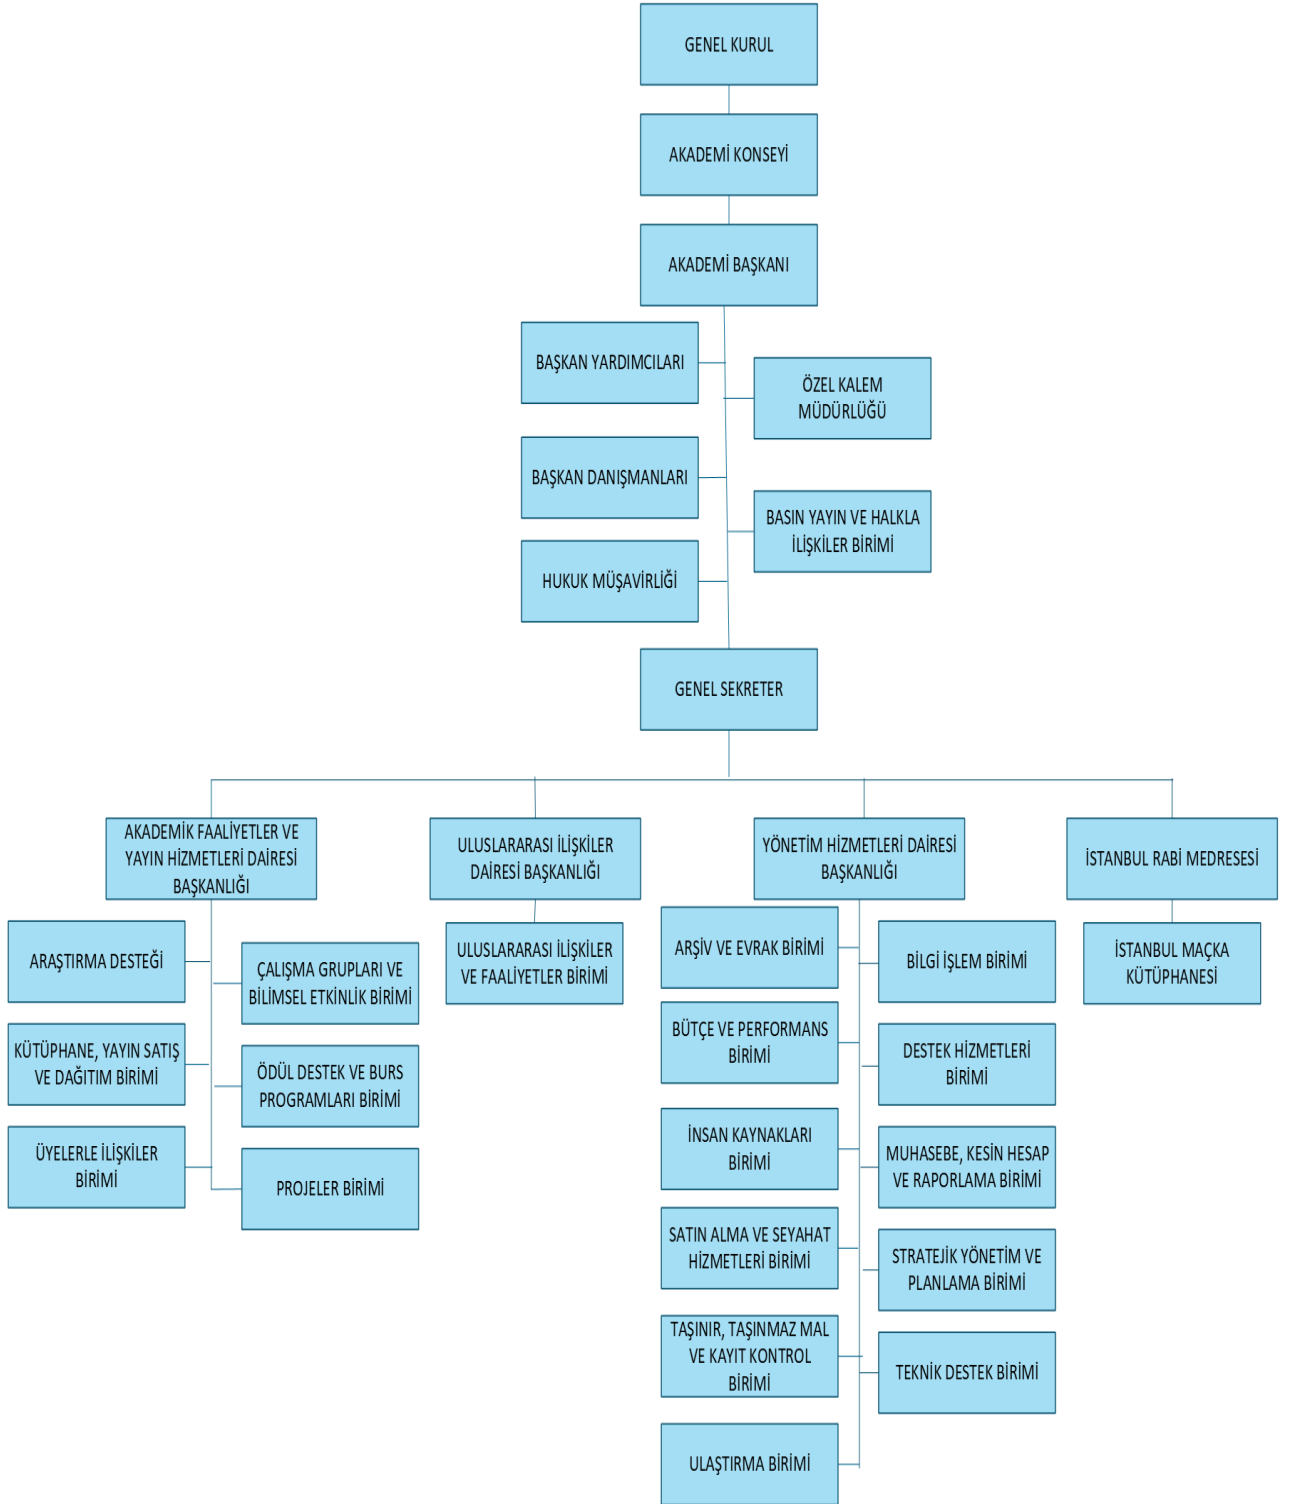 GENEL KURUL
AKADEMİ KONSEYİ
AKADEMİ BAŞKANI
BAŞKAN YARDIMCILARI
ÖZEL KALEM
MÜDÜRLÜĞÜ
BAŞKAN DANIŞMANLARI
BASIN YAYIN VE HALKLA
İLİŞKİLER BİRİMİ
HUKUK MÜŞAVİRLİĞİ
GENEL SEKRETER
AKADEMİK FAALİYETLER VE
YAYIN HİZMETLERİ DAİRESİ
BAŞKANLIĞI
ULUSLARARASI İLİŞKİLER
DAİRESİ BAŞKANLIĞI
YÖNETİM HİZMETLERİ DAİRESİ
BAŞKANLIĞI
İSTANBUL RABİ MEDRESESİ
ARAŞTIRMA DESTEĞİ
ÇALIŞMA GRUPLARI VE
BİLİMSEL ETKİNLİK BİRİMİ
KÜTÜPHANE, YAYIN SATIŞ
VE DAĞITIM BİRİMİ
ÖDÜL DESTEK VE BURS
PROGRAMLARI BİRİMİ
ÜYELERLE İLİŞKİLER
BİRİMİ
PROJELER BİRİMİ
ULUSLARARASI İLİŞKİLER
VE FAALİYETLER BİRİMİ
ARŞİV VE EVRAK BİRİMİ
BİLGİ İŞLEM BİRİMİ
BÜTÇE VE PERFORMANS
BİRİMİ
DESTEK HİZMETLERİ
BİRİMİ
İNSAN KAYNAKLARI
BİRİMİ
MUHASEBE, KESİN HESAP
VE RAPORLAMA BİRİMİ
SATIN ALMA VE SEYAHAT
HİZMETLERİ BİRİMİ
STRATEJİK YÖNETİM VE
PLANLAMA BİRİMİ
TAŞINIR, TAŞINMAZ MAL
VE KAYIT KONTROL
BİRİMİ
TEKNİK DESTEK BİRİMİ
ULAŞTIRMA BİRİMİ
İSTANBUL MAÇKA
KÜTÜPHANESİ